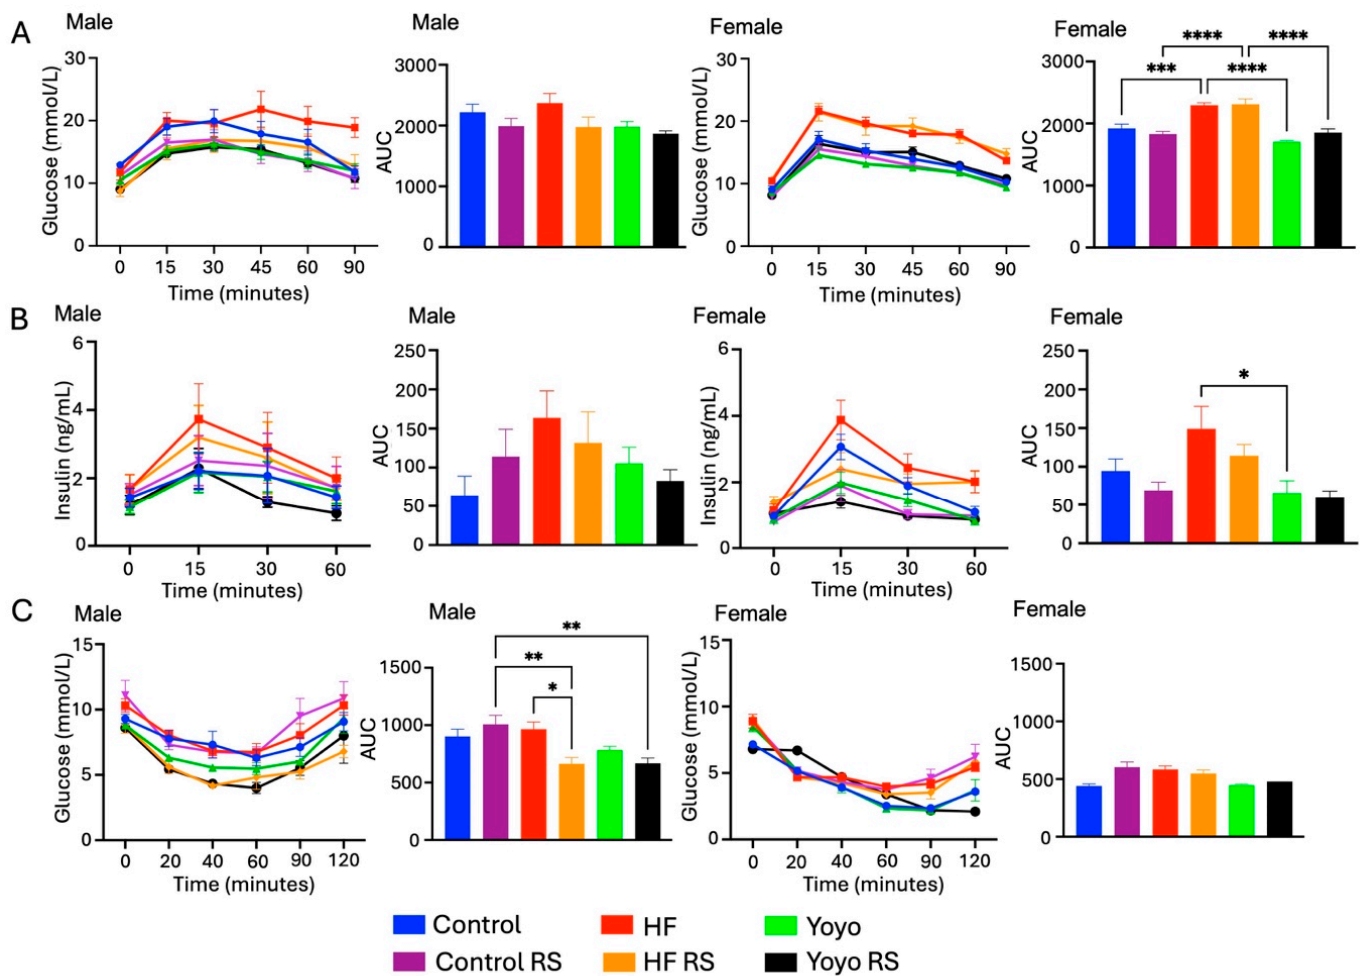 A
Male
Male
Female
Female
Glucose (mmol/L)
30
20
10
0
0 15 30 45 60 90
Time (minutes)
AUC
3000
2000
1000
0
Glucose (mmol/L)
30
20
10
0
0 15 30 45 60 90
Time (minutes)
AUC
3000
2000
1000
0
**** ****
*** ****
B
Male
Male
Female
Female
Insulin (ng/mL)
6
4
2
0
0 15 30 60
Time (minutes)
AUC
250
200
150
100
50
0
Insulin (ng/mL)
6
4
2
0
0 15 30 60
Time (minutes)
AUC
250
200
150
100
50
0
*
C
Male
Male
Female
Female
Glucose (mmol/L)
15
10
5
0
0 20 40 60 90 120
Time (minutes)
AUC
1500
1000
500
0
**
**
*
Glucose (mmol/L)
15
10
5
0
0 20 40 60 90 120
Time (minutes)
AUC
1500
1000
500
0
Control HF Yoyo
Control RS HF RS Yoyo RS